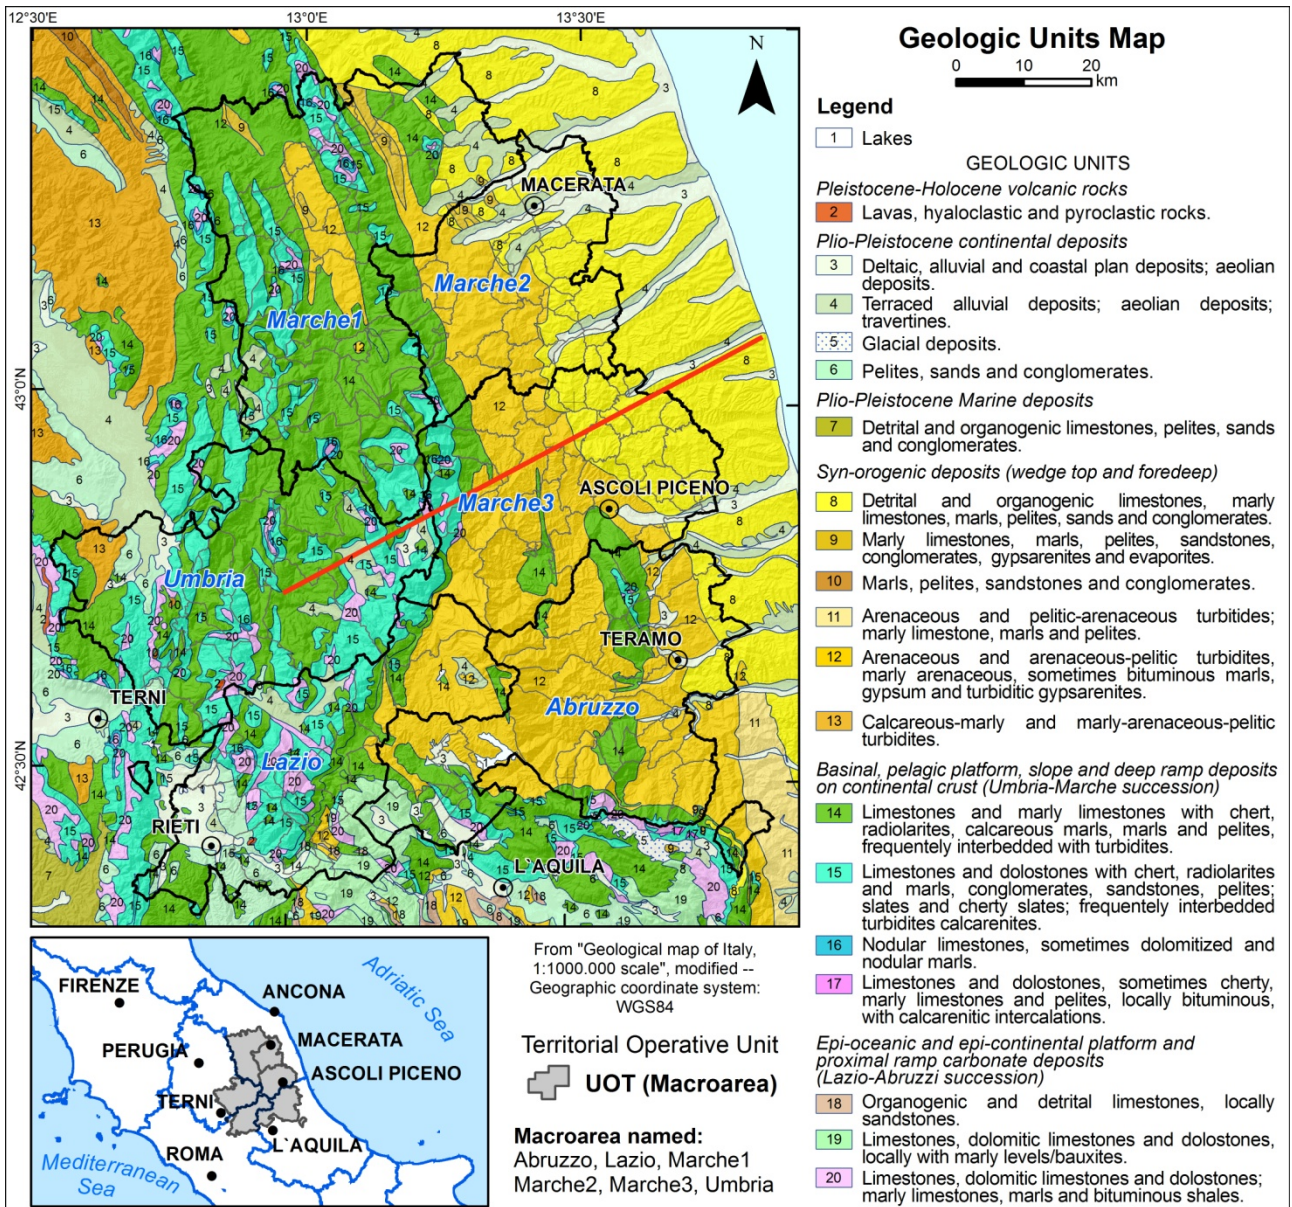 12°30'E
13°0'E
13°30'E
43°0'N
42°30'N
N
MACERATA
Marche2
Marche1
ASCOLI PICENO
Marche3
Umbria
TERAMO
TERNI
Abruzzo
Lazio
RIETI
L`AQUILA
Geologic Units Map
0 10 20
km
Legend
1 Lakes
GEOLOGIC UNITS
Pleistocene-Holocene volcanic rocks
2 Lavas, hyaloclastic and pyroclastic rocks.
Plio-Pleistocene continental deposits
3 Deltaic, alluvial and coastal plan deposits; aeolian
deposits.
4 Terraced alluvial deposits; aeolian deposits;
travertines.
5 Glacial deposits.
6 Pelites, sands and conglomerates.
Plio-Pleistocene Marine deposits
7 Detrital and organogenic limestones, pelites, sands
and conglomerates.
Syn-orogenic deposits (wedge top and foredeep)
8 Detrital and organogenic limestones, marly
limestones, marls, pelites, sands and conglomerates.
9 Marly limestones, marls, pelites, sandstones,
conglomerates, gypsarenites and evaporites.
10 Marls, pelites, sandstones and conglomerates.
11 Arenaceous and pelitic-arenaceous turbitides;
marly limestone, marls and pelites.
12 Arenaceous and arenaceous-pelitic turbidites,
marly arenaceous, sometimes bituminous marls,
gypsum and turbiditic gypsarenites.
13 Calcareous-marly and marly-arenaceous-pelitic
turbidites.
Basinal, pelagic platform, slope and deep ramp deposits
on continental crust (Umbria-Marche succession)
14 Limestones and marly limestones with chert,
radiolarites, calcareous marls, marls and pelites,
frequently interbedded with turbidites.
15 Limestones and dolostones with chert, radiolarites
and marls, conglomerates, sandstones, pelites;
slates and cherty slates; frequentely interbedded
turbidites calcarenites.
16 Nodular limestones, sometimes dolomitized and
nodular marls.
17 Limestones and dolostones, sometimes cherty,
marly limestones and pelites, locally bituminous,
with calcarenitic intercalations.
Epi-oceanic and epi-continental platform and
proximal ramp carbonate deposits
(Lazio-Abruzzi succession)
18 Organogenic and detrital limestones, locally
sandstones.
19 Limestones, dolomitic limestones and dolostones,
locally with marly levels/bauxites.
20 Limestones, dolomitic limestones and dolostones;
marly limestones, marls and bituminous shales.
FIRENZE
ANCONA
Adriatic Sea
MACERATA
PERUGIA
ASCOLI PICENO
TERNI
L`AQUILA
ROMA
Mediterranean
Sea
From "Geological map of Italy,
1:1000.000 scale", modified --
Geographic coordinate system:
WGS84
Territorial Operative Unit
UOT (Macroarea)
Macroarea named:
Abruzzo, Lazio, Marche1
Marche2, Marche3, Umbria